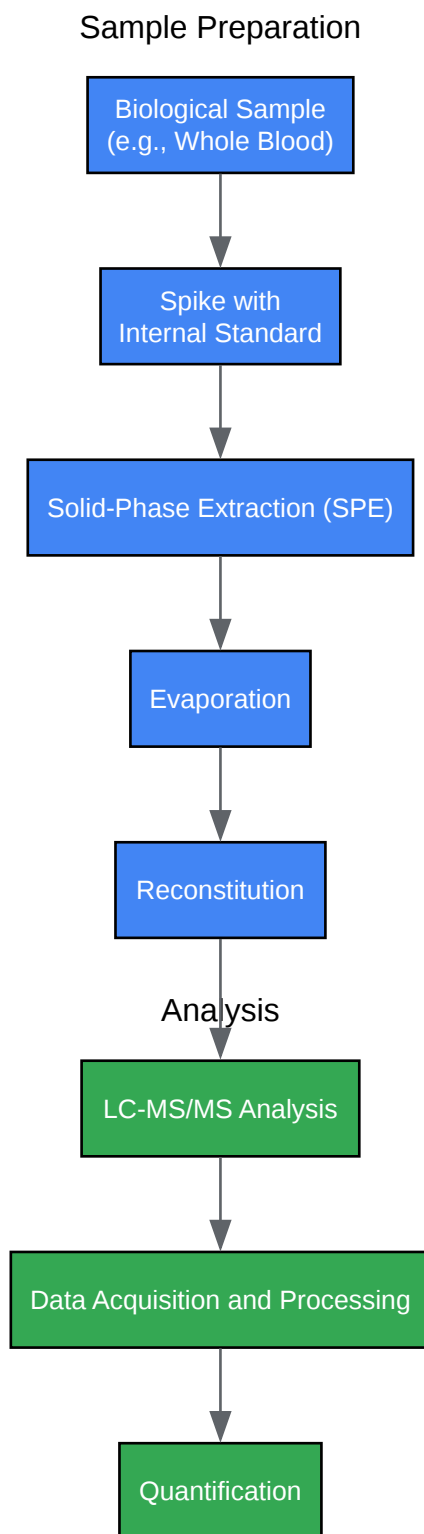 Sample Preparation
Biological Sample
(e.g., Whole Blood)
Spike with
Internal Standard
Solid-Phase Extraction (SPE)
Evaporation
Reconstitution
Analysis
LC-MS/MS Analysis
Data Acquisition and Processing
Quantification